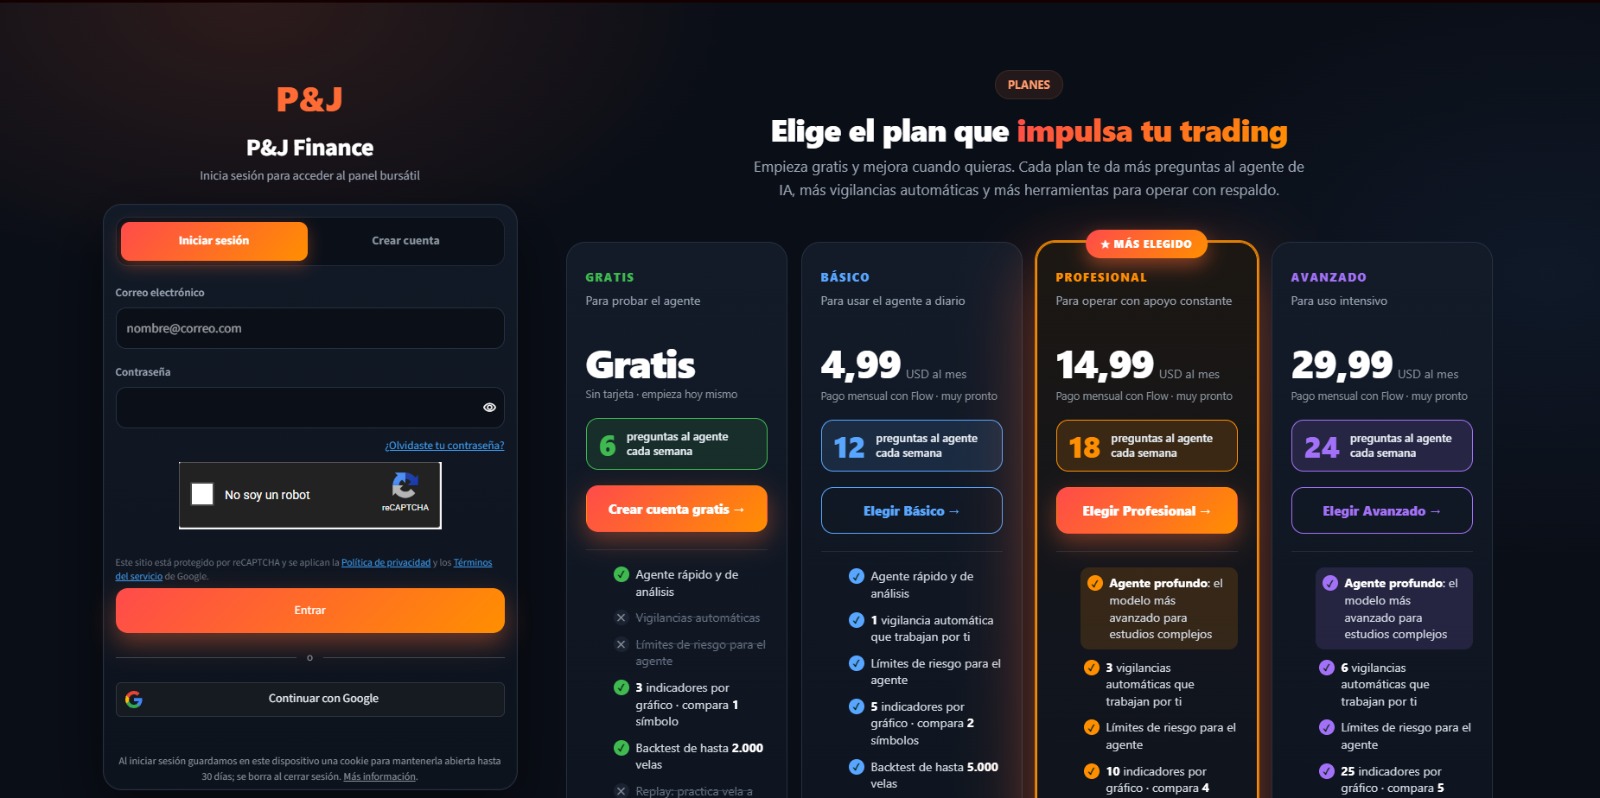 P&J
P&J Finance
Inicia sesión para acceder al panel bursátil
Iniciar sesión
Crear cuenta
Correo electrónico
nombre@correo.com
Contraseña
¿Olvidaste tu contraseña?
No soy un robot
reCAPTCHA
Este sitio está protegido por reCAPTCHA y se aplican la Política de privacidad y los Términos
del servicio de Google.
Entrar
o
Continuar con Google
Al iniciar sesión guardamos en este dispositivo una cookie para mantenerla abierta hasta
30 días; se borra al cerrar sesión. Más información.
PLANES
Elige el plan que impulsa tu trading
Empieza gratis y mejora cuando quieras. Cada plan te da más preguntas al agente de
IA, más vigilancias automáticas y más herramientas para operar con respaldo.
GRATIS
Para probar el agente
Gratis
Sin tarjeta · empieza hoy mismo
6 preguntas al agente
cada semana
Crear cuenta gratis →
Agente rápido y de
análisis
Vigilancias automáticas
Límites de riesgo para el
agente
3 indicadores por
gráfico · compara 1
símbolo
Backtest de hasta 2.000
velas
Replay: practica vela a
BÁSICO
Para usar el agente a diario
4,99 USD al mes
Pago mensual con Flow · muy pronto
12 preguntas al agente
cada semana
Elegir Básico →
Agente rápido y de
análisis
1 vigilancia automática
que trabajan por ti
Límites de riesgo para el
agente
5 indicadores por
gráfico · compara 2
símbolos
Backtest de hasta 5.000
velas
★ MÁS ELEGIDO
PROFESIONAL
Para operar con apoyo constante
14,99 USD al mes
Pago mensual con Flow · muy pronto
18 preguntas al agente
cada semana
Elegir Profesional →
Agente profundo: el
modelo más
avanzado para
estudios complejos
3 vigilancias
automáticas que
trabajan por ti
Límites de riesgo para el
agente
10 indicadores por
gráfico · compara 4
AVANZADO
Para uso intensivo
29,99 USD al mes
Pago mensual con Flow · muy pronto
24 preguntas al agente
cada semana
Elegir Avanzado →
Agente profundo: el
modelo más
avanzado para
estudios complejos
6 vigilancias
automáticas que
trabajan por ti
Límites de riesgo para el
agente
25 indicadores por
gráfico · compara 5